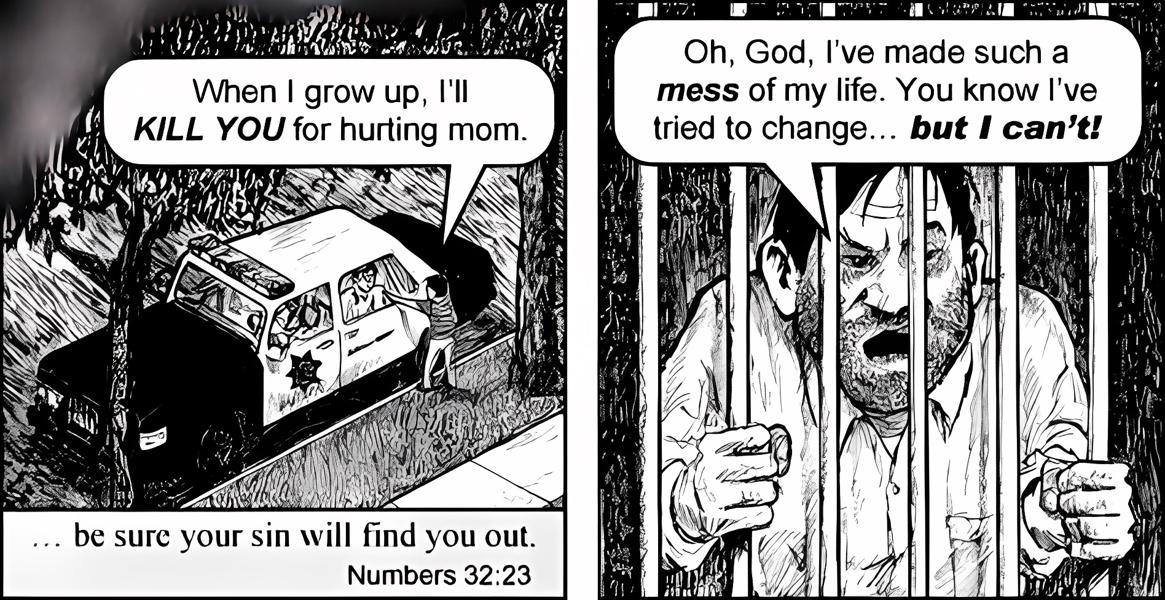 When I grow up, I'll
KILL YOU for hurting mom.
... be sure your sin will find you out.
Numbers 32:23
Oh, God, I've made such a
mess of my life. You know I've
tried to change... but I can't!